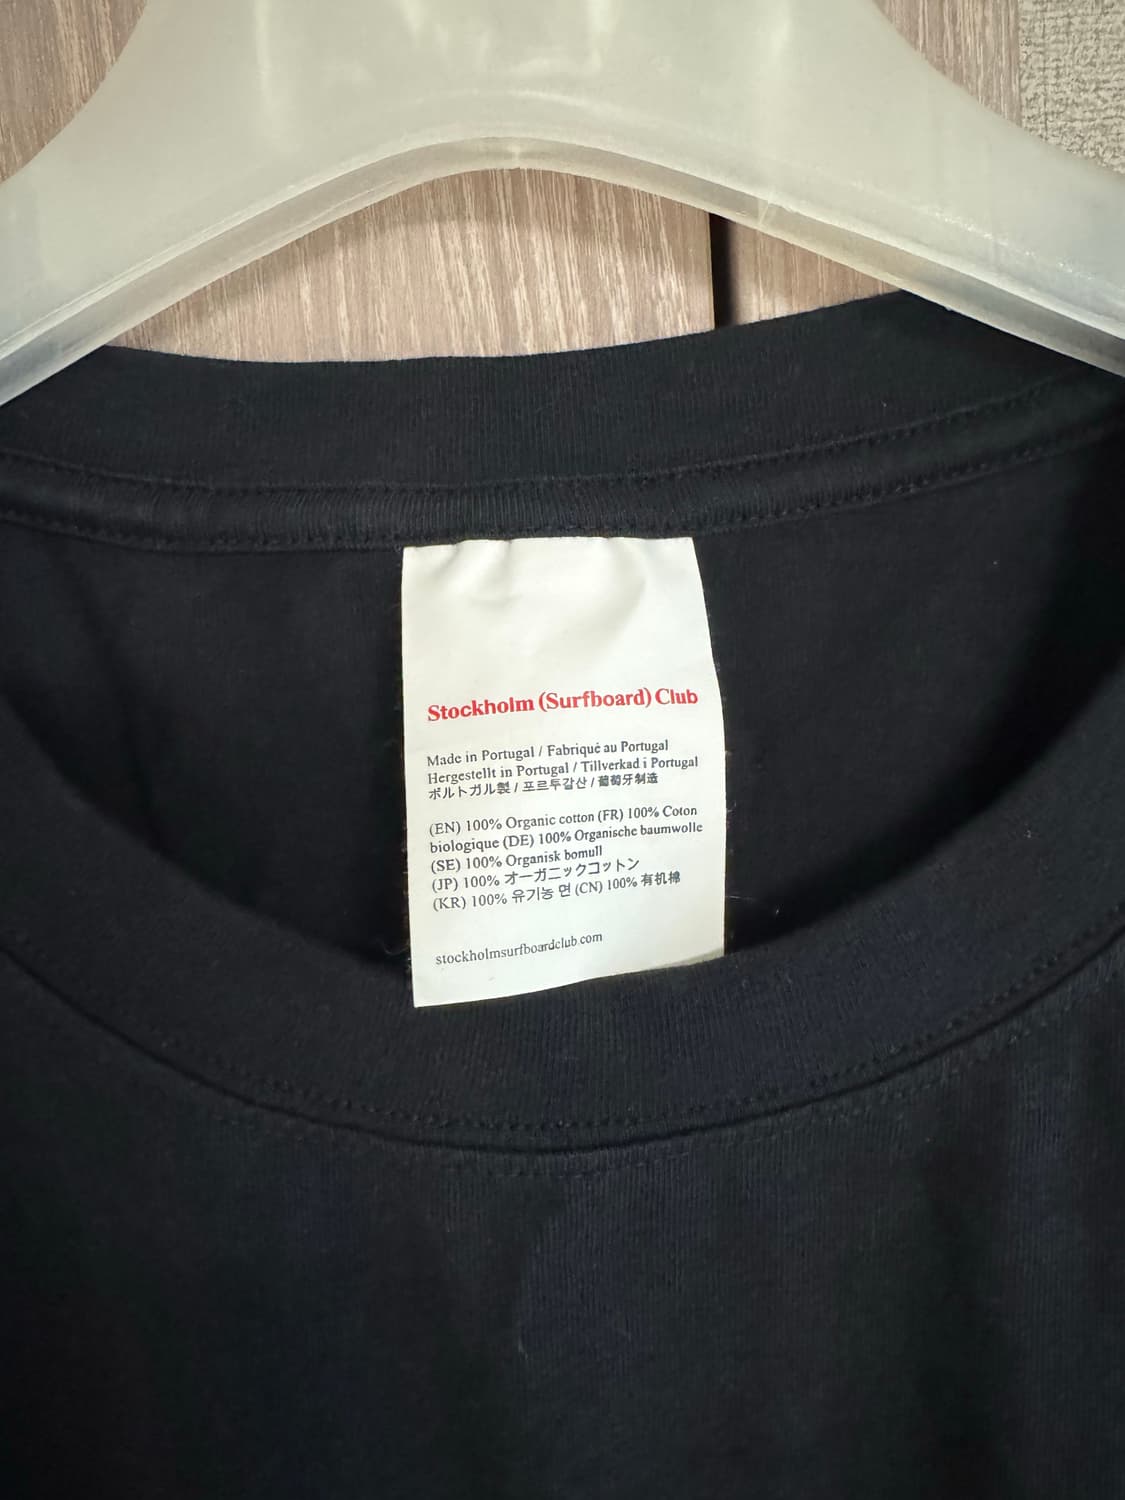 Stockholm (Surfboard) Club
Made in Portugal / Fabriqué au Portugal
Hergestellt in Portugal / Tillverkad i Portugal
ポルトガル製 / 포르투갈산 / 葡萄牙制造
(EN) 100% Organic cotton (FR) 100% Coton
biologique (DE) 100% Organische baumwolle
(SE) 100% Organisk bomull
(JP) 100% オーガニックコットン
(KR) 100% 유기농 면 (CN) 100% 有机棉
stockholmsurfboardclub.com